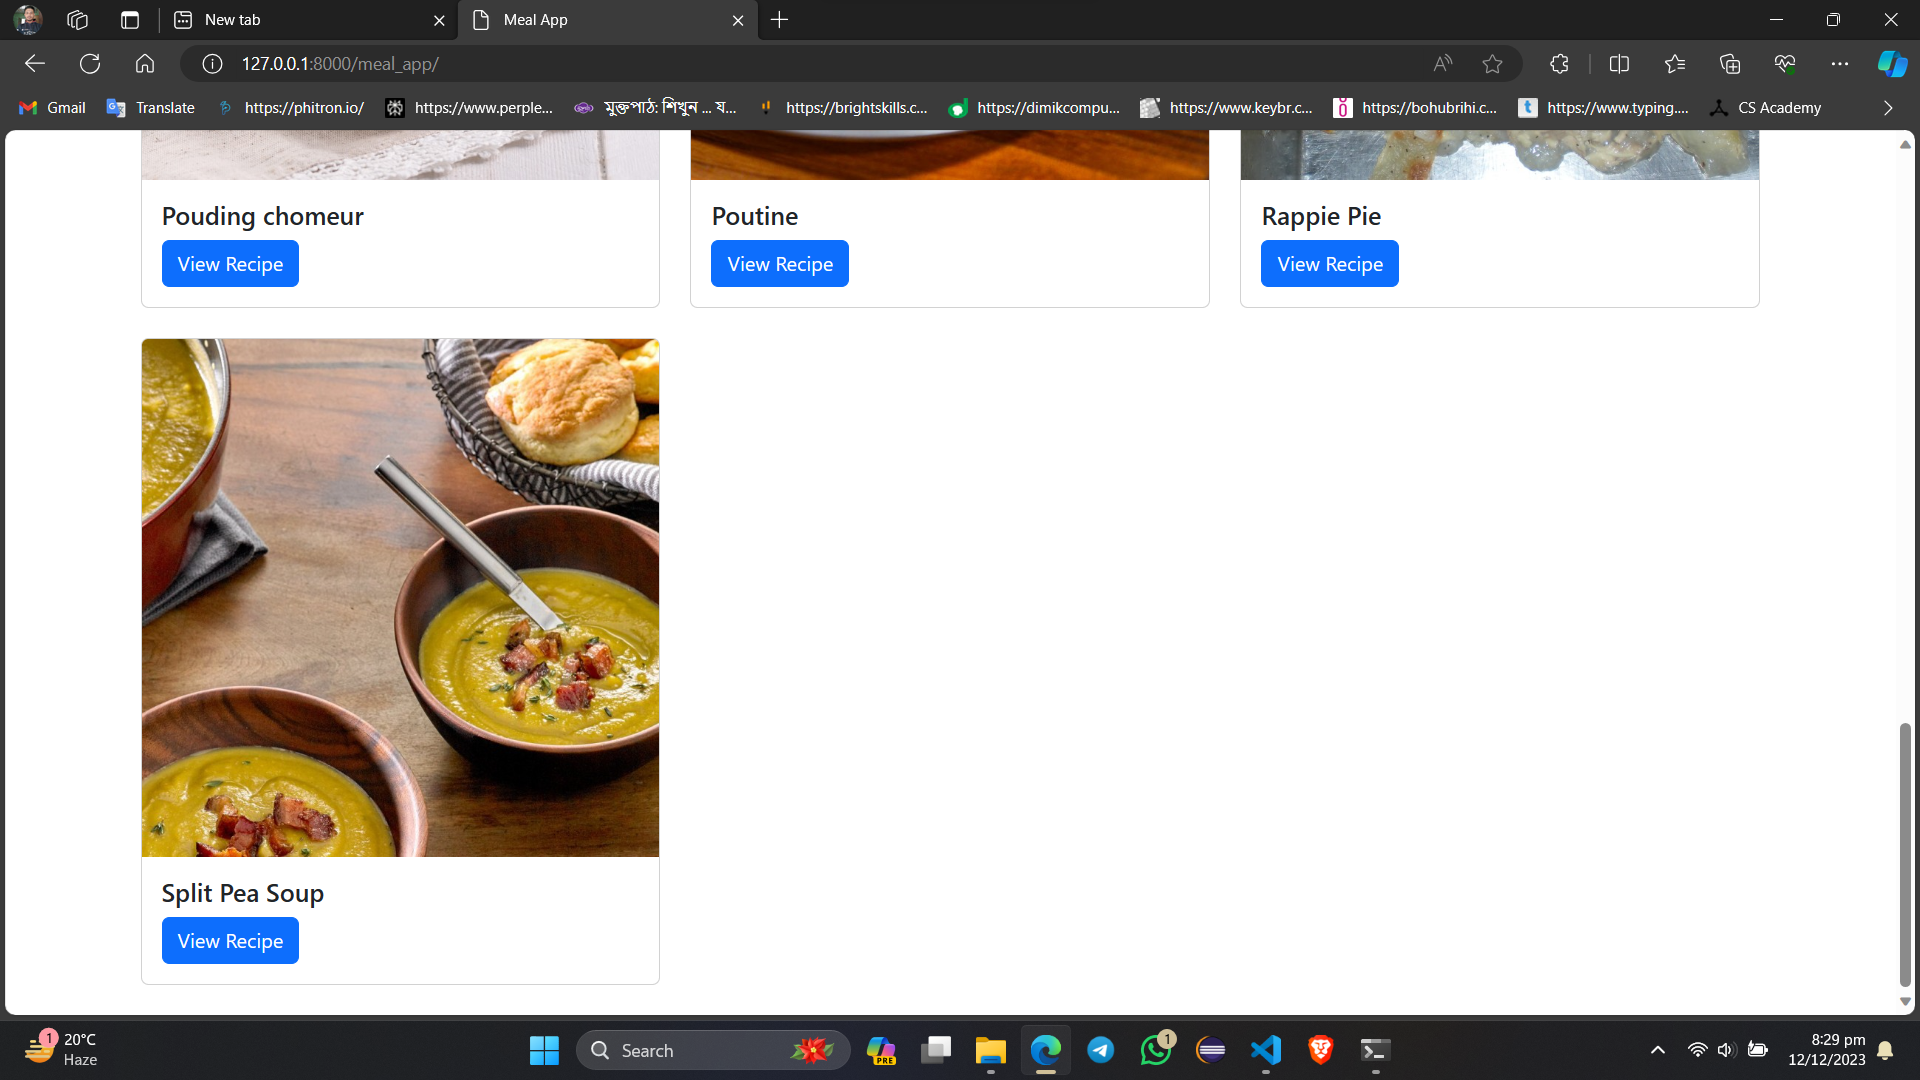 New tab
Meal App
127.0.0.1:8000/meal_app/
Gmail
Translate
https://phitron.io/
https://www.perple...
মুক্তপাঠ: শিখুন ... য...
https://brightskills.c...
https://dimikcompu...
https://www.keybr.c...
https://bohubrihi.c...
https://www.typing....
CS Academy
Pouding chomeur
View Recipe
Poutine
View Recipe
Rappie Pie
View Recipe
Split Pea Soup
View Recipe
1
20°C
Haze
Search
PRE
1
8:29 pm
12/12/2023